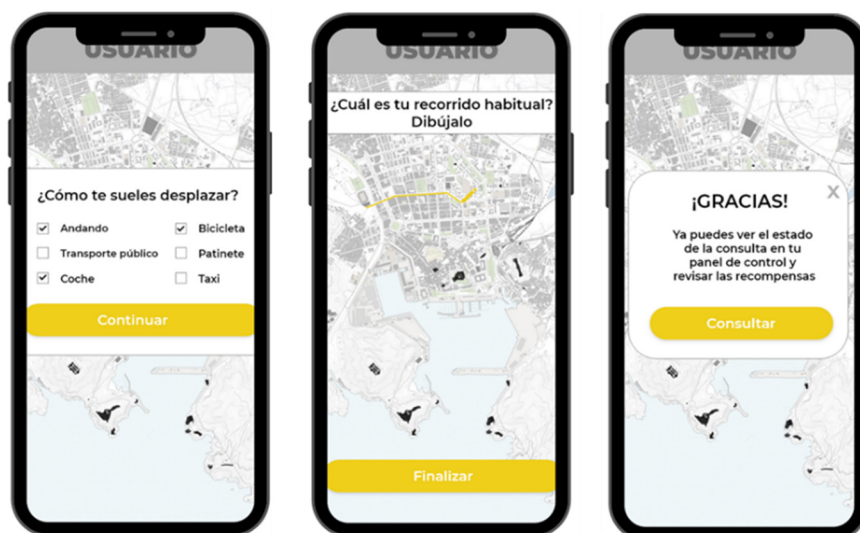 USUARIO
¿Cómo te sueles desplazar?
Andando
Bicicleta
Transporte público
Patinete
Coche
Taxi
Continuar
USUARIO
¿Cuál es tu recorrido habitual?
Dibújalo
Finalizar
USUARIO
X
¡GRACIAS!
Ya puedes ver el estado
de la consulta en tu
panel de control y
revisar las recompensas
Consultar